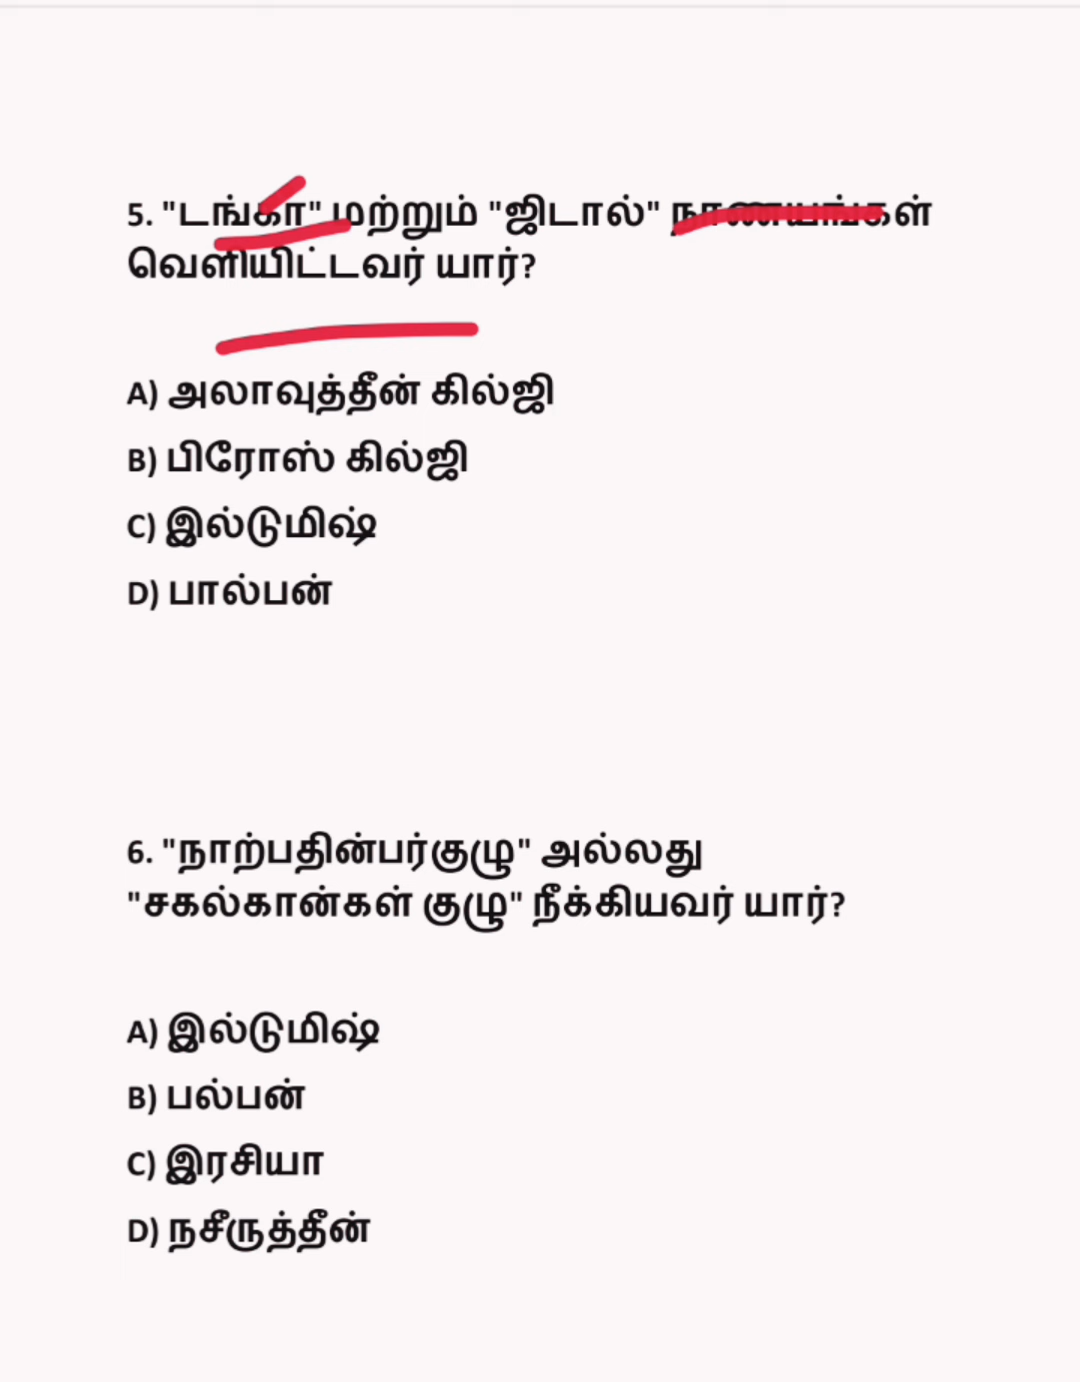 5. "டங்கா" மற்றும் "ஜிடால்" நாணயங்கள்
வெளியிட்டவர் யார்?
A) அலாவுத்தீன் கில்ஜி
B) பிரோஸ் கில்ஜி
C) இல்டுமிஷ்
D) பால்பன்
6. "நாற்பதின்பர்குழு" அல்லது
"சகல்கான்கள் குழு" நீக்கியவர் யார்?
A) இல்டுமிஷ்
B) பல்பன்
C) இரசியா
D) நசீருத்தீன்